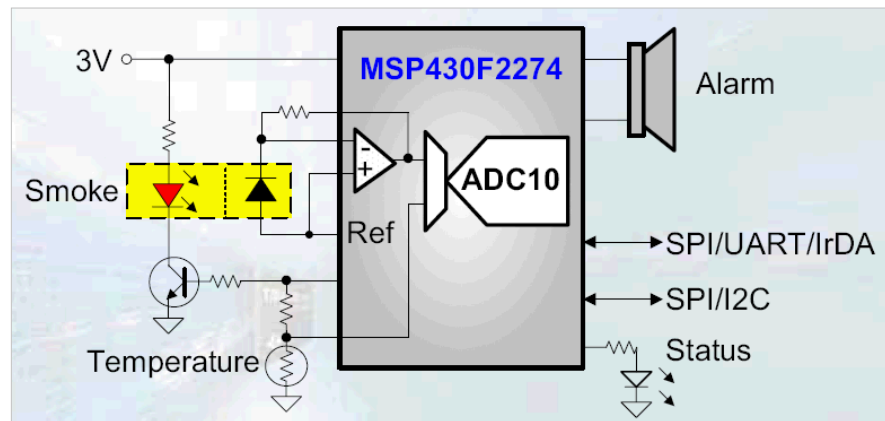 3V
MSP430F2274
Alarm
-
+
ADC10
Smoke
Ref
SPI/UART/IrDA
SPI/I2C
Temperature
Status